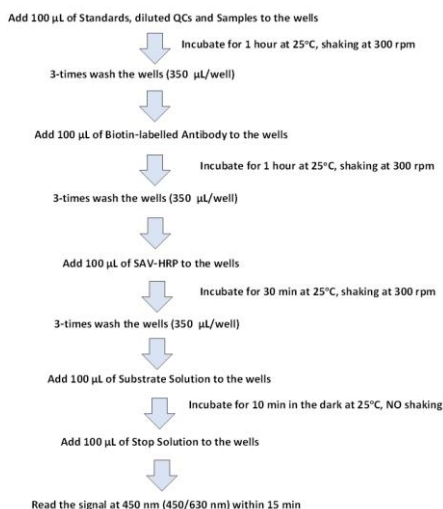 Add 100 µL of Standards, diluted QCs and Samples to the wells
Incubate for 1 hour at 25°C, shaking at 300 rpm
3-times wash the wells (350  µL/well)
Add 100 µL of Biotin-labelled Antibody to the wells
Incubate for 1 hour at 25°C, shaking at 300 rpm
3-times wash the wells (350  µL/well)
Add 100 µL of SAV-HRP to the wells
Incubate for 30 min at 25°C, shaking at 300 rpm
3-times wash the wells (350  µL/well)
Add 100 µL of Substrate Solution to the wells
Incubate for 10 min in the dark at 25°C, NO shaking
Add 100 µL of Stop Solution to the wells
Read the signal at 450 nm (450/630 nm) within 15 min